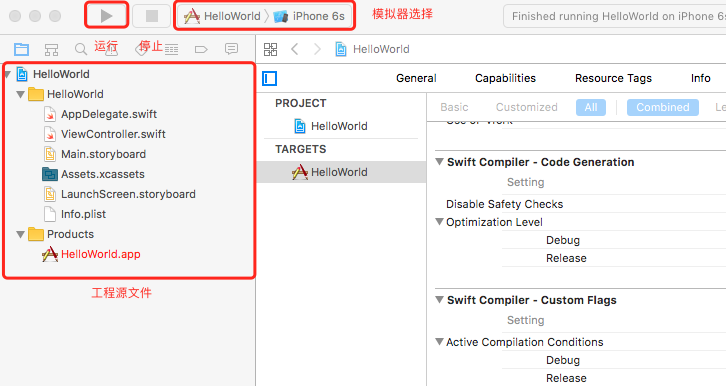 HelloWorld 〉 iPhone 6s
模拟器选择
Finished running HelloWorld on iPhone 6s
运行
停止
HelloWorld
HelloWorld
AppDelegate.swift
ViewController.swift
Main.storyboard
Assets.xcassets
LaunchScreen.storyboard
Info.plist
Products
HelloWorld.app
工程源文件
HelloWorld
General Capabilities Resource Tags Info
PROJECT
HelloWorld
TARGETS
HelloWorld
Basic Customized All Combined Le
Swift Compiler - Code Generation
Setting
Disable Safety Checks
Optimization Level
Debug
Release
Swift Compiler - Custom Flags
Setting
Active Compilation Conditions
Debug
Release